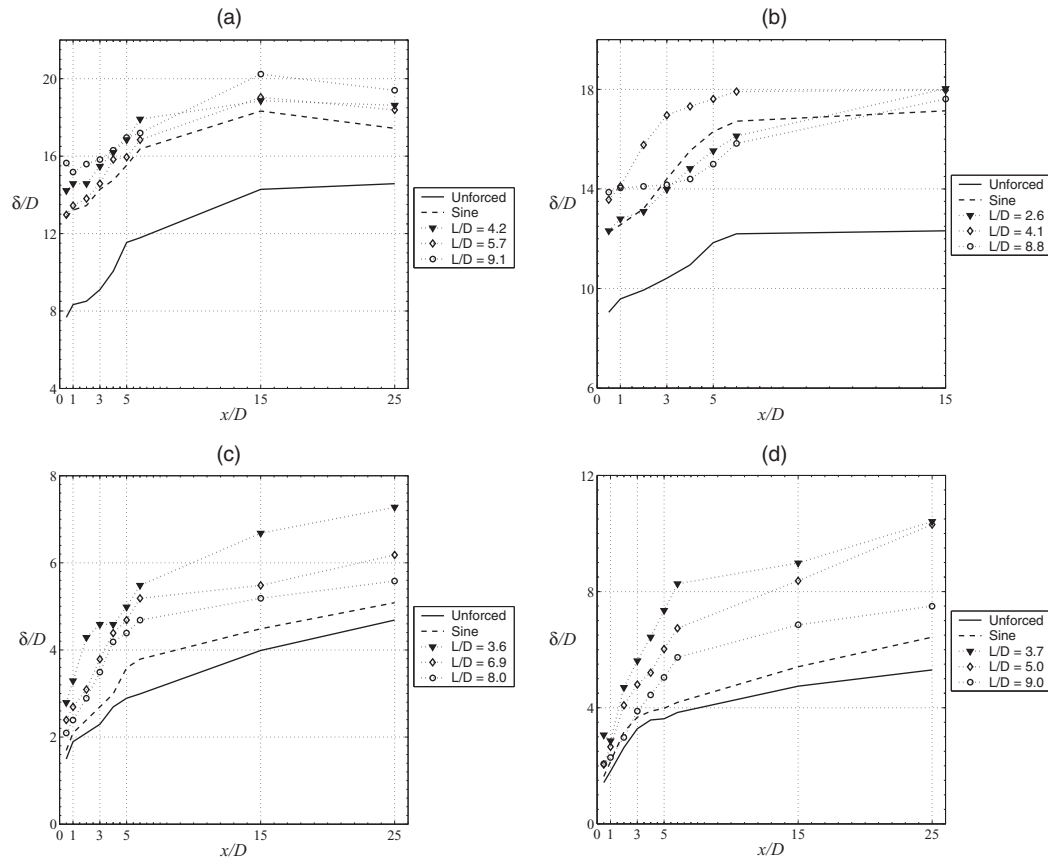 (a)
20
16
δ/D
12
8
4
0 1 3 5 15 25
x/D
Unforced
Sine
L/D = 4.2
L/D = 5.7
L/D = 9.1
(b)
18
16
14
δ/D
12
10
8
6
0 1 3 5 15
x/D
Unforced
Sine
L/D = 2.6
L/D = 4.1
L/D = 8.8
(c)
8
6
δ/D
4
2
0
0 1 3 5 15 25
x/D
Unforced
Sine
L/D = 3.6
L/D = 6.9
L/D = 8.0
(d)
12
8
δ/D
4
0
0 1 3 5 15 25
x/D
Unforced
Sine
L/D = 3.7
L/D = 5.0
L/D = 9.0